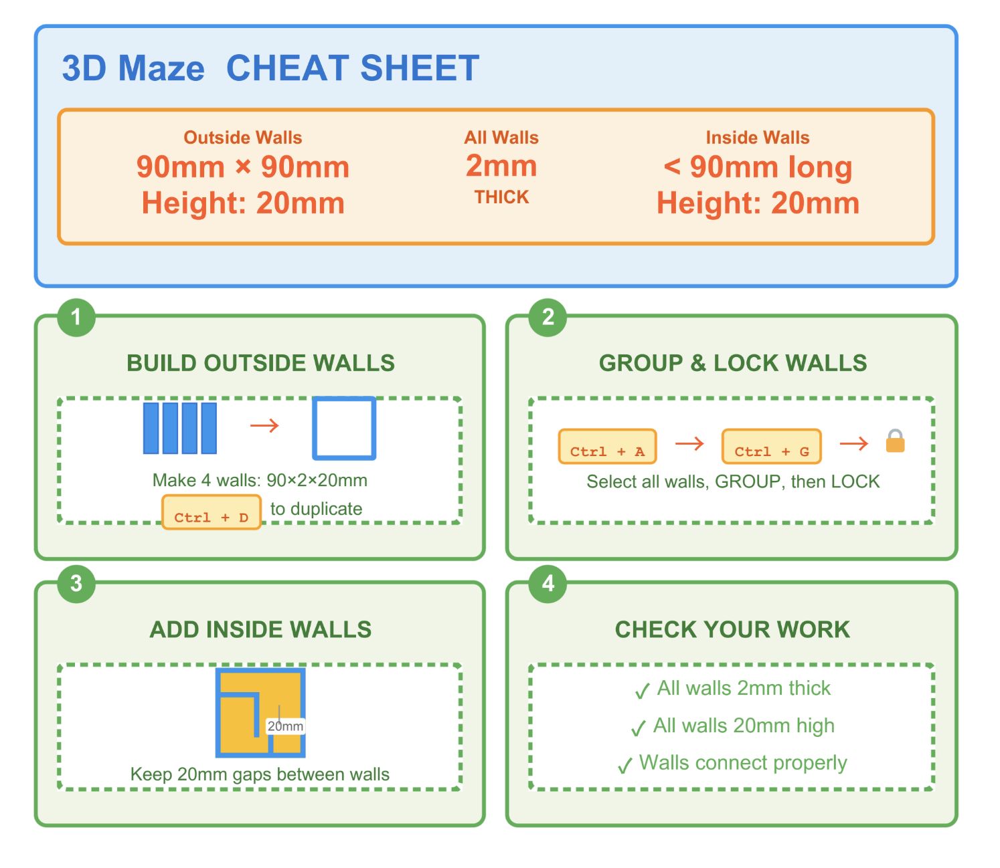 3D Maze  CHEAT SHEET
Outside Walls
90mm × 90mm
Height: 20mm
All Walls
2mm
THICK
Inside Walls
< 90mm long
Height: 20mm
1
BUILD OUTSIDE WALLS
→
Make 4 walls: 90×2×20mm
Ctrl + D to duplicate
2
GROUP & LOCK WALLS
Ctrl + A → Ctrl + G → 🔒
Select all walls, GROUP, then LOCK
3
ADD INSIDE WALLS
20mm
Keep 20mm gaps between walls
4
CHECK YOUR WORK
✓ All walls 2mm thick
✓ All walls 20mm high
✓ Walls connect properly